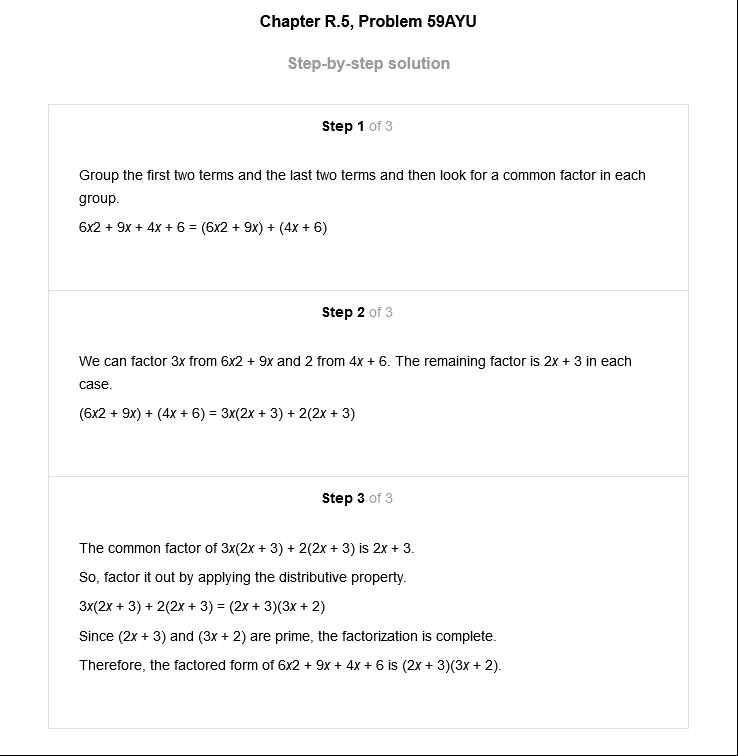 Chapter R.5, Problem 59AYU
Step-by-step solution
Step 1 of 3
Group the first two terms and the last two terms and then look for a common factor in each
group.
6x2 + 9x + 4x + 6 = (6x2 + 9x) + (4x + 6)
Step 2 of 3
We can factor 3x from 6x2 + 9x and 2 from 4x + 6. The remaining factor is 2x + 3 in each
case.
(6x2 + 9x) + (4x + 6) = 3x(2x + 3) + 2(2x + 3)
Step 3 of 3
The common factor of 3x(2x + 3) + 2(2x + 3) is 2x + 3.
So, factor it out by applying the distributive property.
3x(2x + 3) + 2(2x + 3) = (2x + 3)(3x + 2)
Since (2x + 3) and (3x + 2) are prime, the factorization is complete.
Therefore, the factored form of 6x2 + 9x + 4x + 6 is (2x + 3)(3x + 2).